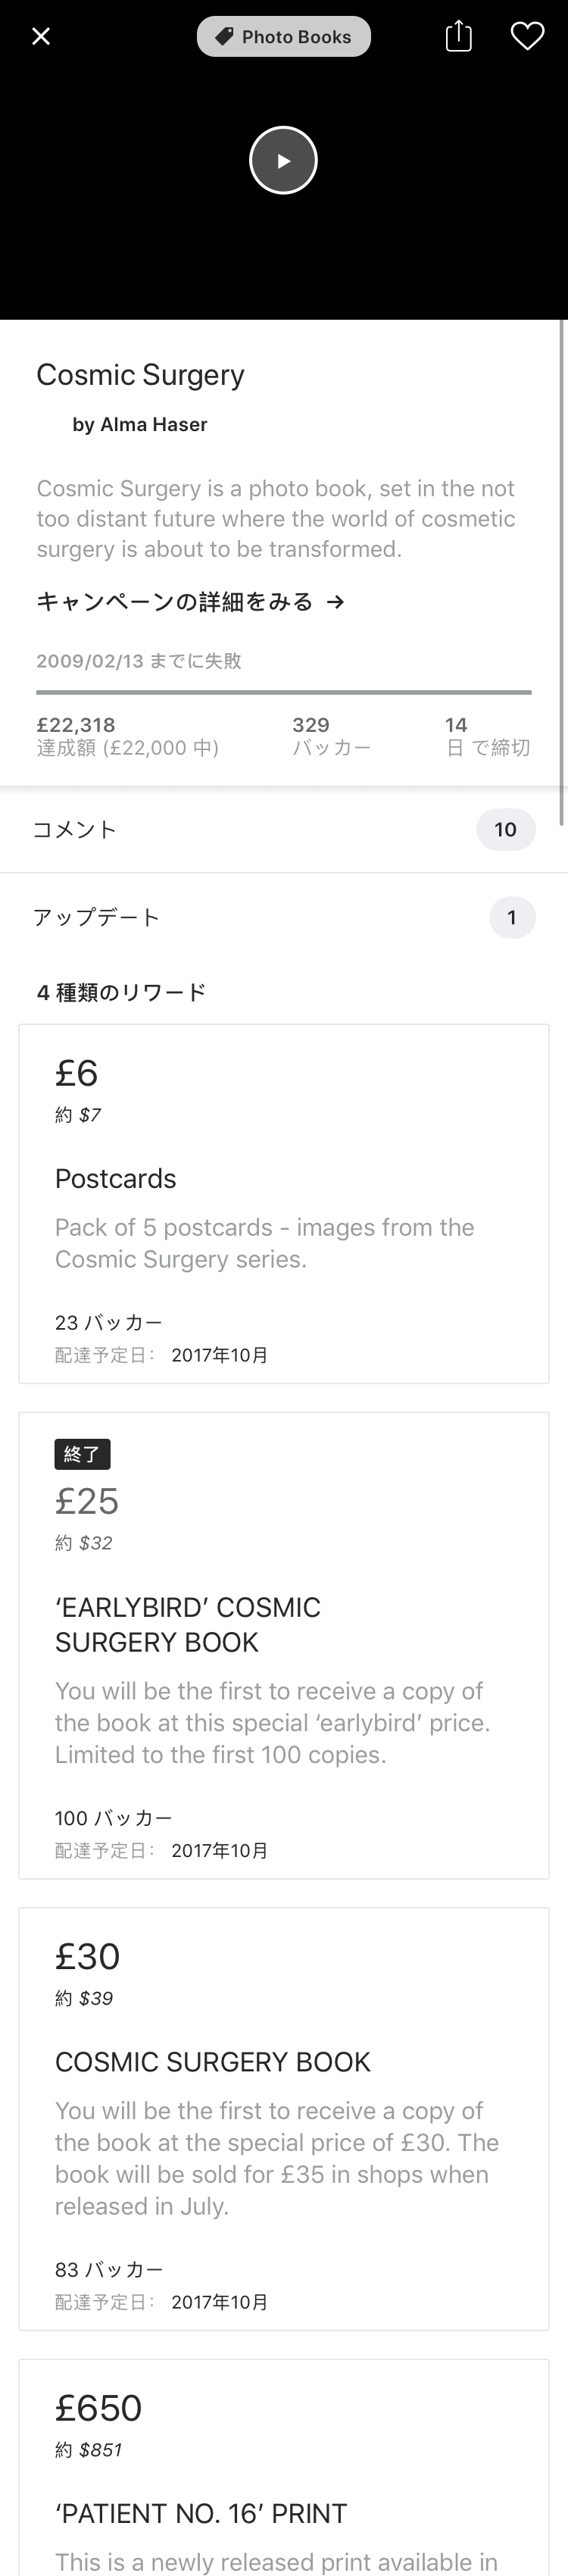 Photo Books
Cosmic Surgery
by Alma Haser
Cosmic Surgery is a photo book, set in the not
too distant future where the world of cosmetic
surgery is about to be transformed.
キャンペーンの詳細をみる →
2009/02/13 までに失敗
£22,318
達成額 (£22,000 中)
329
バッカー
14
日 で締切
コメント
10
アップデート
1
4 種類のリワード
£6
約 $7
Postcards
Pack of 5 postcards - images from the
Cosmic Surgery series.
23 バッカー
配達予定日: 2017年10月
終了
£25
約 $32
‘EARLYBIRD’ COSMIC
SURGERY BOOK
You will be the first to receive a copy of
the book at this special ‘earlybird’ price.
Limited to the first 100 copies.
100 バッカー
配達予定日: 2017年10月
£30
約 $39
COSMIC SURGERY BOOK
You will be the first to receive a copy of
the book at the special price of £30. The
book will be sold for £35 in shops when
released in July.
83 バッカー
配達予定日: 2017年10月
£650
約 $851
‘PATIENT NO. 16’ PRINT
This is a newly released print available in